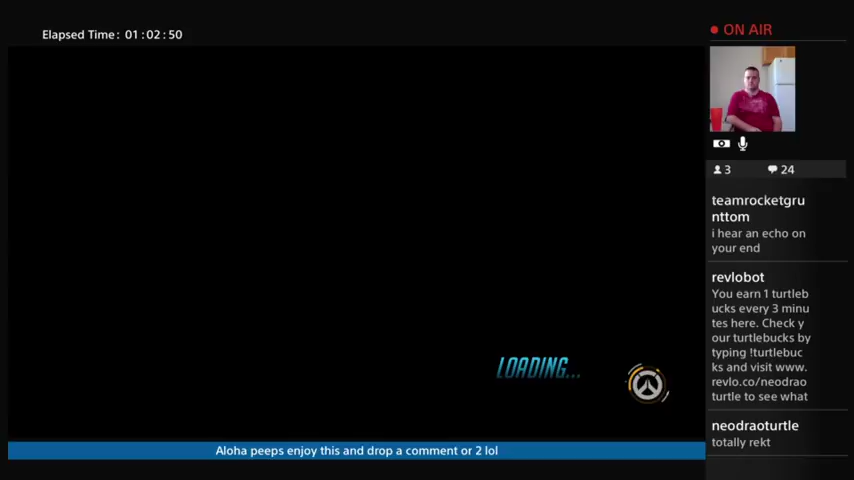 Elapsed Time: 01:02:50
ON AIR
3
24
teamrocketgru
nttom
i hear an echo on
your end
revlobot
You earn 1 turtleb
ucks every 3 minu
tes here. Check y
our turtlebucks by
typing !turtlebuc
ks and visit www.
revlo.co/neodrao
turtle to see what
LOADING...
neodraoturtle
totally rekt
Aloha peeps enjoy this and drop a comment or 2 lol